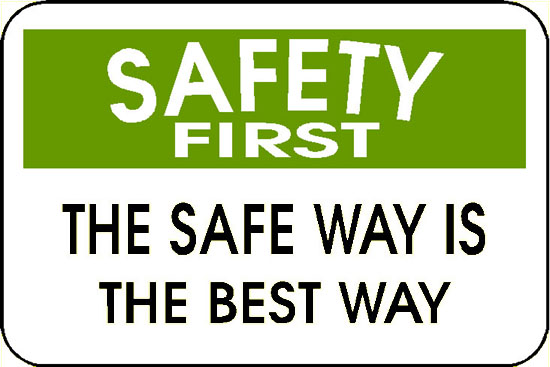 SAFETY
FIRST
THE SAFE WAY IS
THE BEST WAY